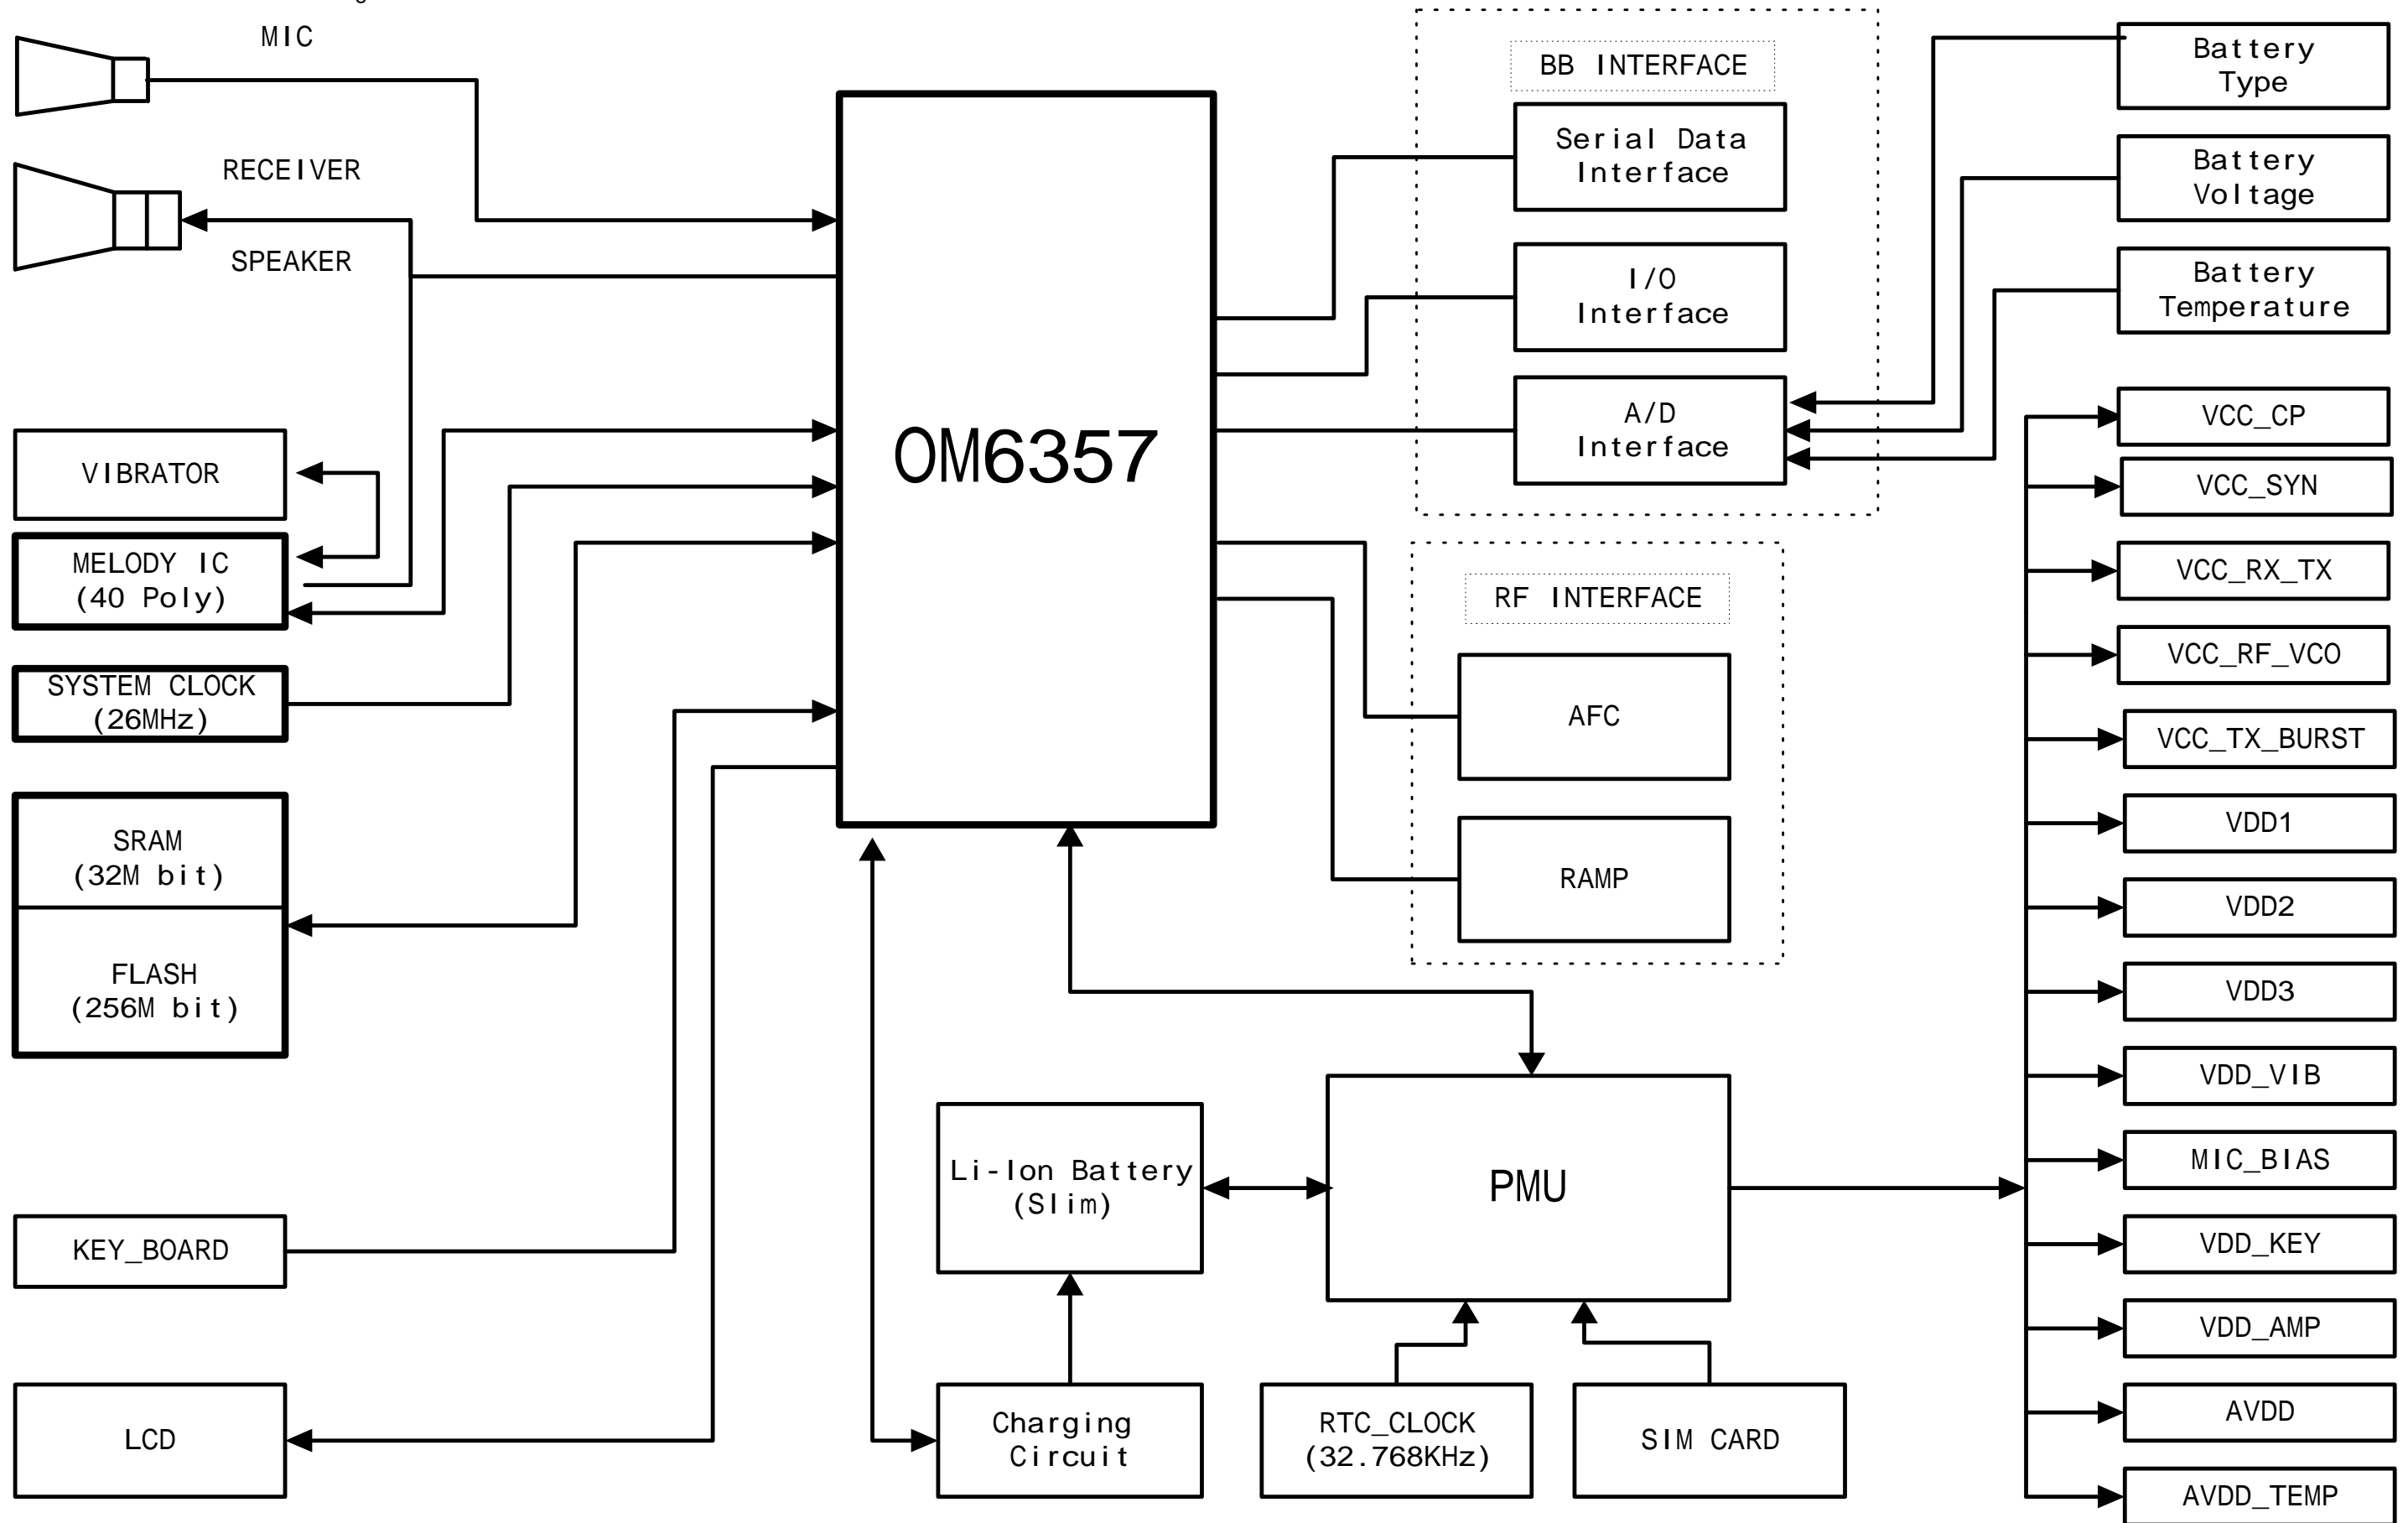 MIC
RECEIVER
SPEAKER
VIBRATOR
MELODY IC
(40 Poly)
SYSTEM CLOCK
(26MHz)
SRAM
(32M bit)
FLASH
(256M bit)
KEY_BOARD
LCD
OM6357
BB INTERFACE
Serial Data
Interface
I/O
Interface
A/D
Interface
RF INTERFACE
AFC
RAMP
Li-Ion Battery
(Slim)
PMU
Charging
Circuit
RTC_CLOCK
(32.768KHz)
SIM CARD
Battery
Type
Battery
Voltage
Battery
Temperature
VCC_CP
VCC_SYN
VCC_RX_TX
VCC_RF_VCO
VCC_TX_BURST
VDD1
VDD2
VDD3
VDD_VIB
MIC_BIAS
VDD_KEY
VDD_AMP
AVDD
AVDD_TEMP